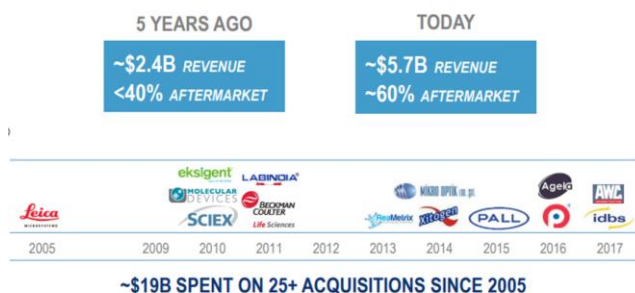 5 YEARS AGO
TODAY
~$2.4B REVENUE
<40% AFTERMARKET
~$5.7B REVENUE
~60% AFTERMARKET
eksigent
LABINDIA
MOLECULAR
DEVICES
BECKMAN
COULTER
Life Sciences
SCIEX
Leica
MICROSYSTEMS
MIKRO OPTIK
ReaMetrix
Xitogen
PALL
Agela
AWC
idbs
2005
2009
2010
2011
2012
2013
2014
2015
2016
2017
~$19B SPENT ON 25+ ACQUISITIONS SINCE 2005